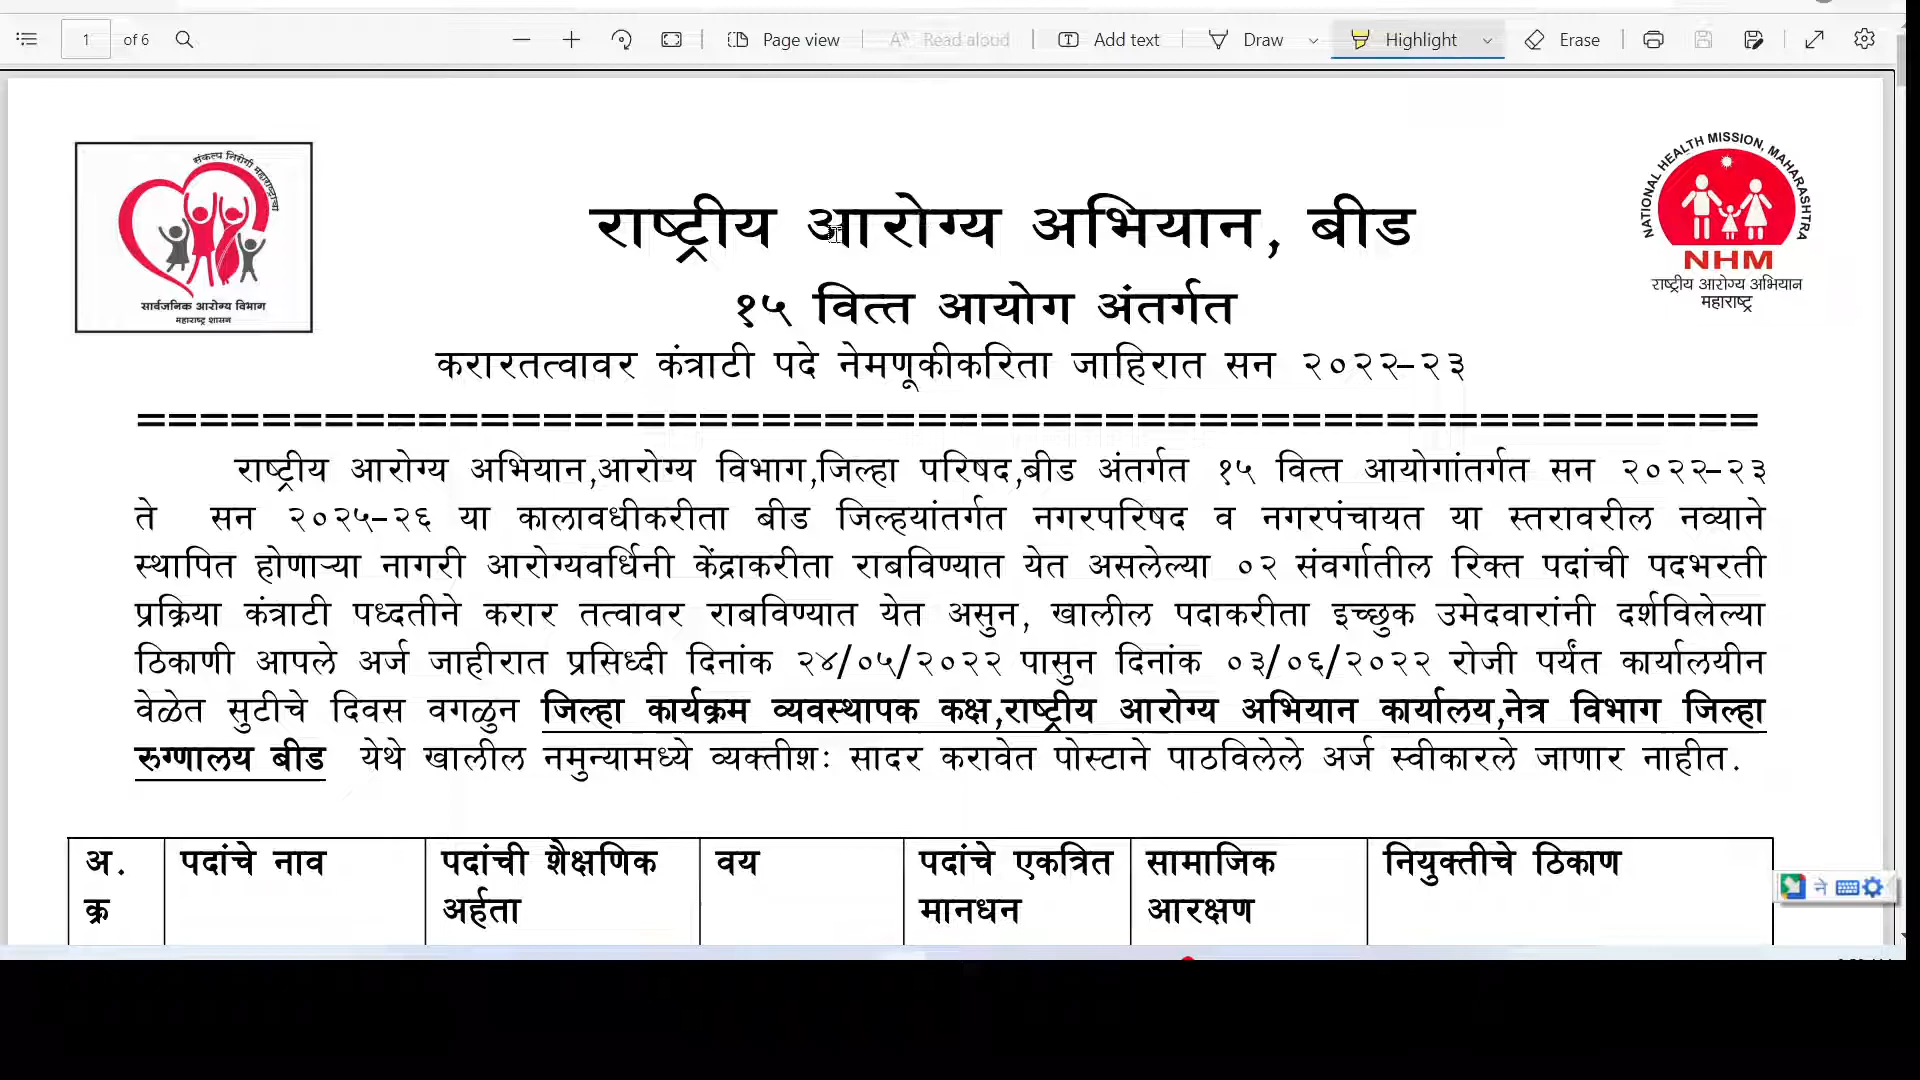 1 of 6 Page view Read aloud Add text Draw Highlight Erase
संकल्प निरोगी महाराष्ट्राचा
सार्वजनिक आरोग्य विभाग
महाराष्ट्र शासन
NATIONAL HEALTH MISSION, MAHARASHTRA
NHM
राष्ट्रीय आरोग्य अभियान
महाराष्ट्र
राष्ट्रीय आरोग्य अभियान, बीड
१५ वित्त आयोग अंतर्गत
करारतत्वावर कंत्राटी पदे नेमणूकीकरिता जाहिरात सन २०२२-२३
====================================================
राष्ट्रीय आरोग्य अभियान,आरोग्य विभाग,जिल्हा परिषद,बीड अंतर्गत १५ वित्त आयोगांतर्गत सन २०२२-२३
ते सन २०२५-२६ या कालावधीकरीता बीड जिल्हयांतर्गत नगरपरिषद व नगरपंचायत या स्तरावरील नव्याने
स्थापित होणाऱ्या नागरी आरोग्यवर्धिनी केंद्राकरीता राबविण्यात येत असलेल्या ०२ संवर्गातील रिक्त पदांची पदभरती
प्रक्रिया कंत्राटी पध्दतीने करार तत्वावर राबविण्यात येत असुन, खालील पदाकरीता इच्छुक उमेदवारांनी दर्शविलेल्या
ठिकाणी आपले अर्ज जाहीरात प्रसिध्दी दिनांक २४/०५/२०२२ पासुन दिनांक ०३/०६/२०२२ रोजी पर्यंत कार्यालयीन
वेळेत सुटीचे दिवस वगळुन जिल्हा कार्यक्रम व्यवस्थापक कक्ष,राष्ट्रीय आरोग्य अभियान कार्यालय,नेत्र विभाग जिल्हा
रुग्णालय बीड येथे खालील नमुन्यामध्ये व्यक्तीशः सादर करावेत पोस्टाने पाठविलेले अर्ज स्वीकारले जाणार नाहीत.
अ. पदांचे नाव पदांची शैक्षणिक वय पदांचे एकत्रित सामाजिक नियुक्तीचे ठिकाण
क्र अर्हता मानधन आरक्षण
ने